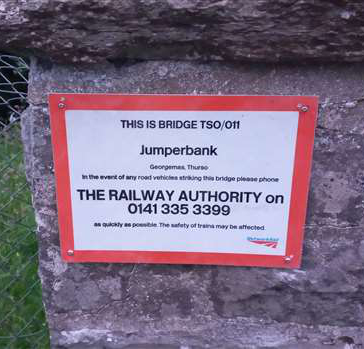 THIS IS BRIDGE TSO/011
Jumperbank
Georgemas, Thurso
In the event of any road vehicles striking this bridge please phone
THE RAILWAY AUTHORITY on
0141 335 3399
as quickly as possible. The safety of trains may be affected.
NetworkRail